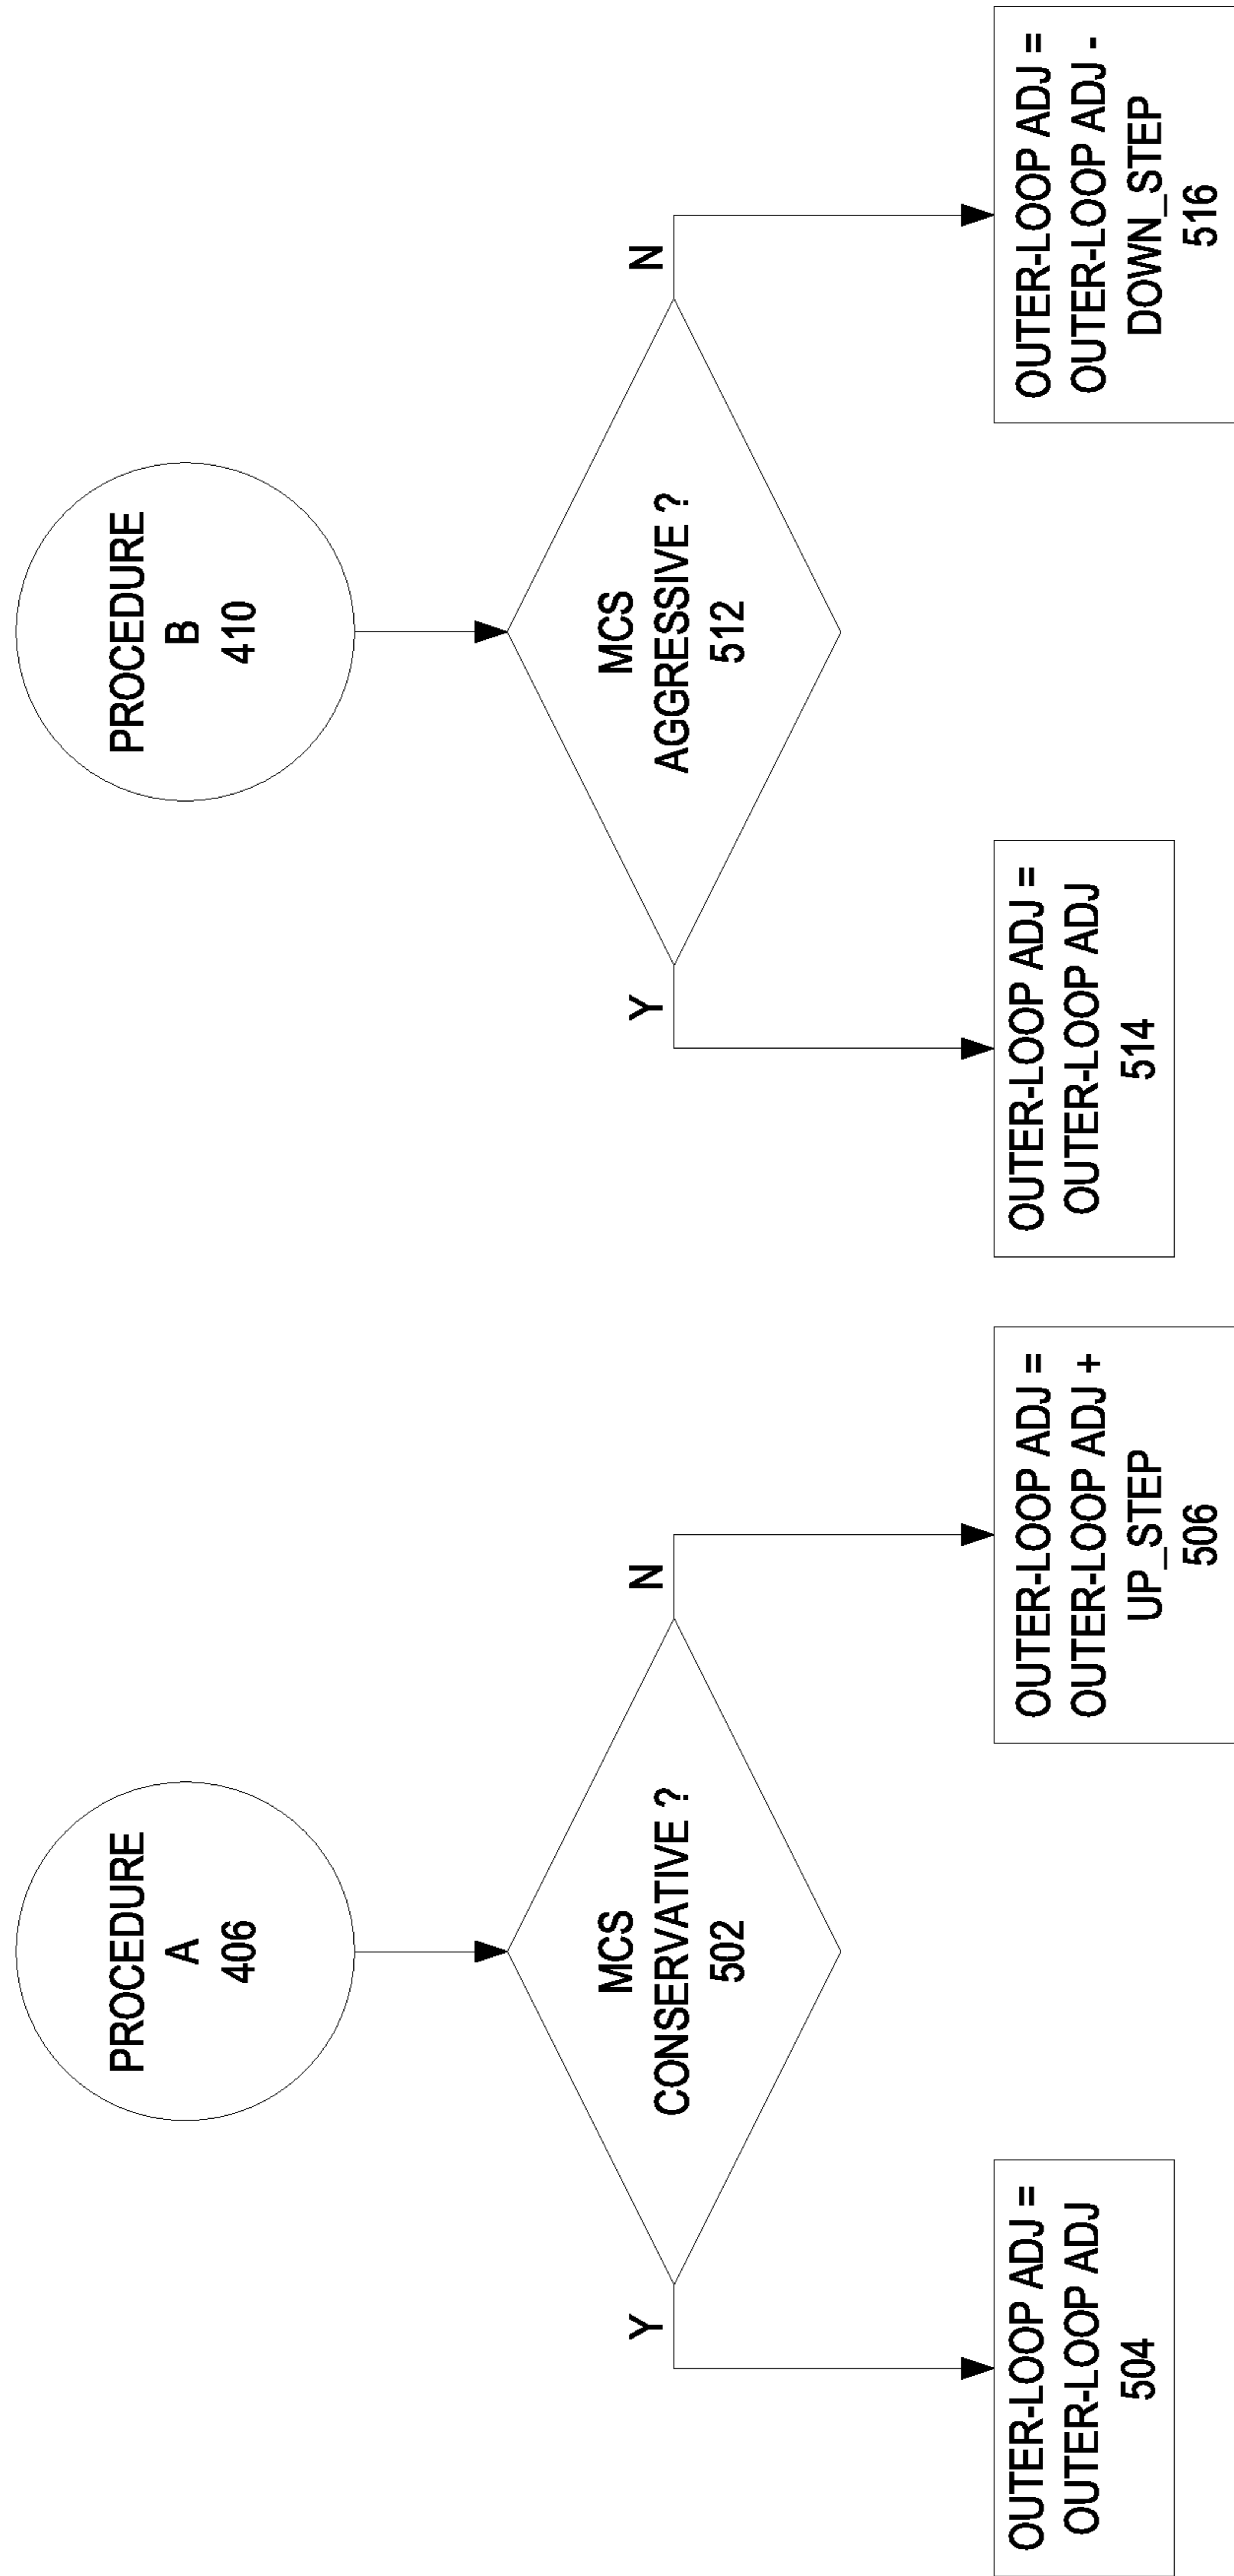 PROCEDURE
A
406
MCS
CONSERVATIVE ?
502
Y
N
OUTER-LOOP ADJ =
OUTER-LOOP ADJ
504
OUTER-LOOP ADJ =
OUTER-LOOP ADJ +
UP_STEP
506
PROCEDURE
B
410
MCS
AGGRESSIVE ?
512
Y
N
OUTER-LOOP ADJ =
OUTER-LOOP ADJ
514
OUTER-LOOP ADJ =
OUTER-LOOP ADJ -
DOWN_STEP
516